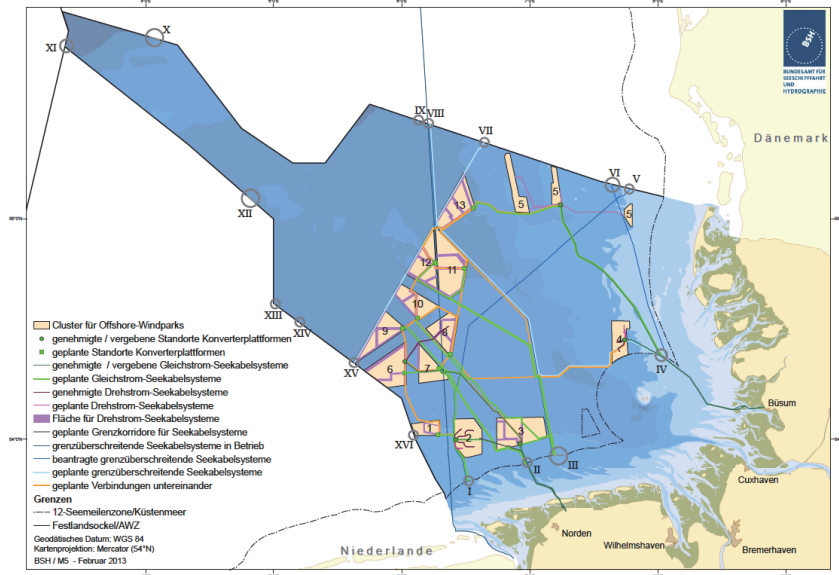 X
XI
BSH
BUNDESAMT FÜR
SEESCHIFFFAHRT
UND
HYDROGRAPHIE
IX
VIII
VII
Dänemark
VI
V
5
5
5
13
XII
12
11
10
XIII
XIV
9
8
4
XV
6
7
IV
Büsum
1
2
3
XVI
II
III
I
Cuxhaven
Norden
Wilhelmshaven
Bremerhaven
Niederlande
Cluster für Offshore-Windparks
genehmigte / vergebene Standorte Konverterplattformen
geplante Standorte Konverterplattformen
genehmigte / vergebene Gleichstrom-Seekabelsysteme
geplante Gleichstrom-Seekabelsysteme
genehmigte Drehstrom-Seekabelsysteme
geplante Drehstrom-Seekabelsysteme
Fläche für Drehstrom-Seekabelsysteme
geplante Grenzkorridore für Seekabelsysteme
grenzüberschreitende Seekabelsysteme in Betrieb
beantragte grenzüberschreitende Seekabelsysteme
geplante grenzüberschreitende Seekabelsysteme
geplante Verbindungen untereinander
Grenzen
12-Seemeilenzone/Küstenmeer
Festlandsockel/AWZ
Geodätisches Datum: WGS 84
Kartenprojektion: Mercator (54°N)
BSH / M5 - Februar 2013